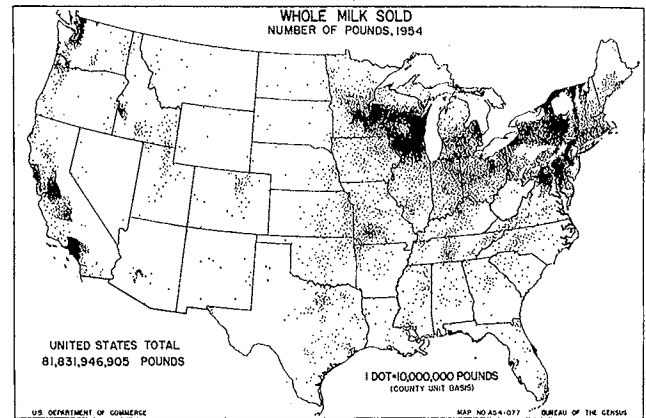 WHOLE MILK SOLD
NUMBER OF POUNDS, 1954
UNITED STATES TOTAL
81,831,946,905 POUNDS
1 DOT=10,000,000 POUNDS
(COUNTY UNIT BASIS)
U.S. DEPARTMENT OF COMMERCE
MAP NO A54-077
BUREAU OF THE CENSUS